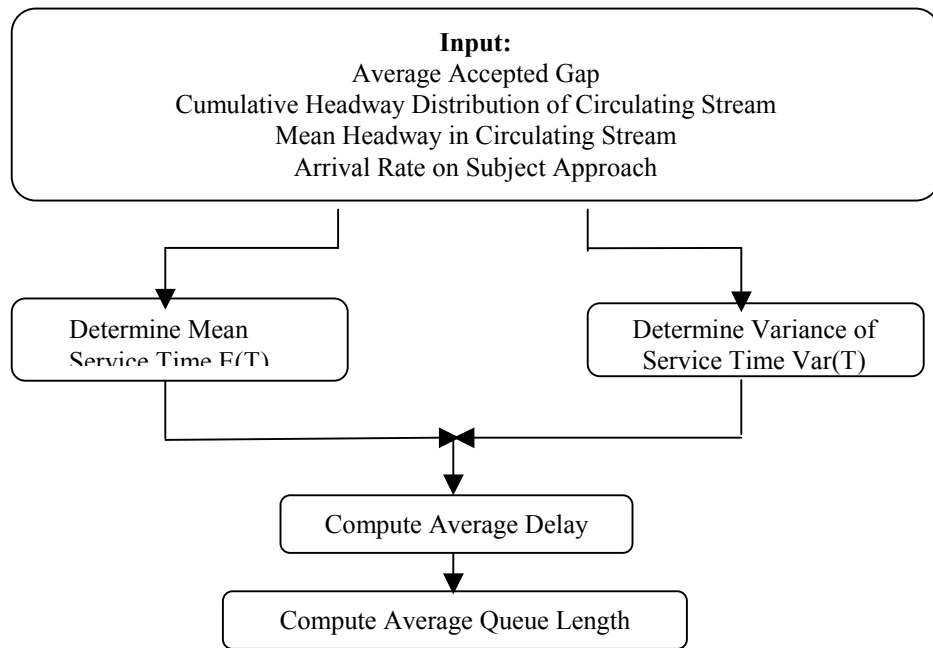 Input:
Average Accepted Gap
Cumulative Headway Distribution of Circulating Stream
Mean Headway in Circulating Stream
Arrival Rate on Subject Approach
Determine Mean
Service Time E(T)
Determine Variance of
Service Time Var(T)
Compute Average Delay
Compute Average Queue Length